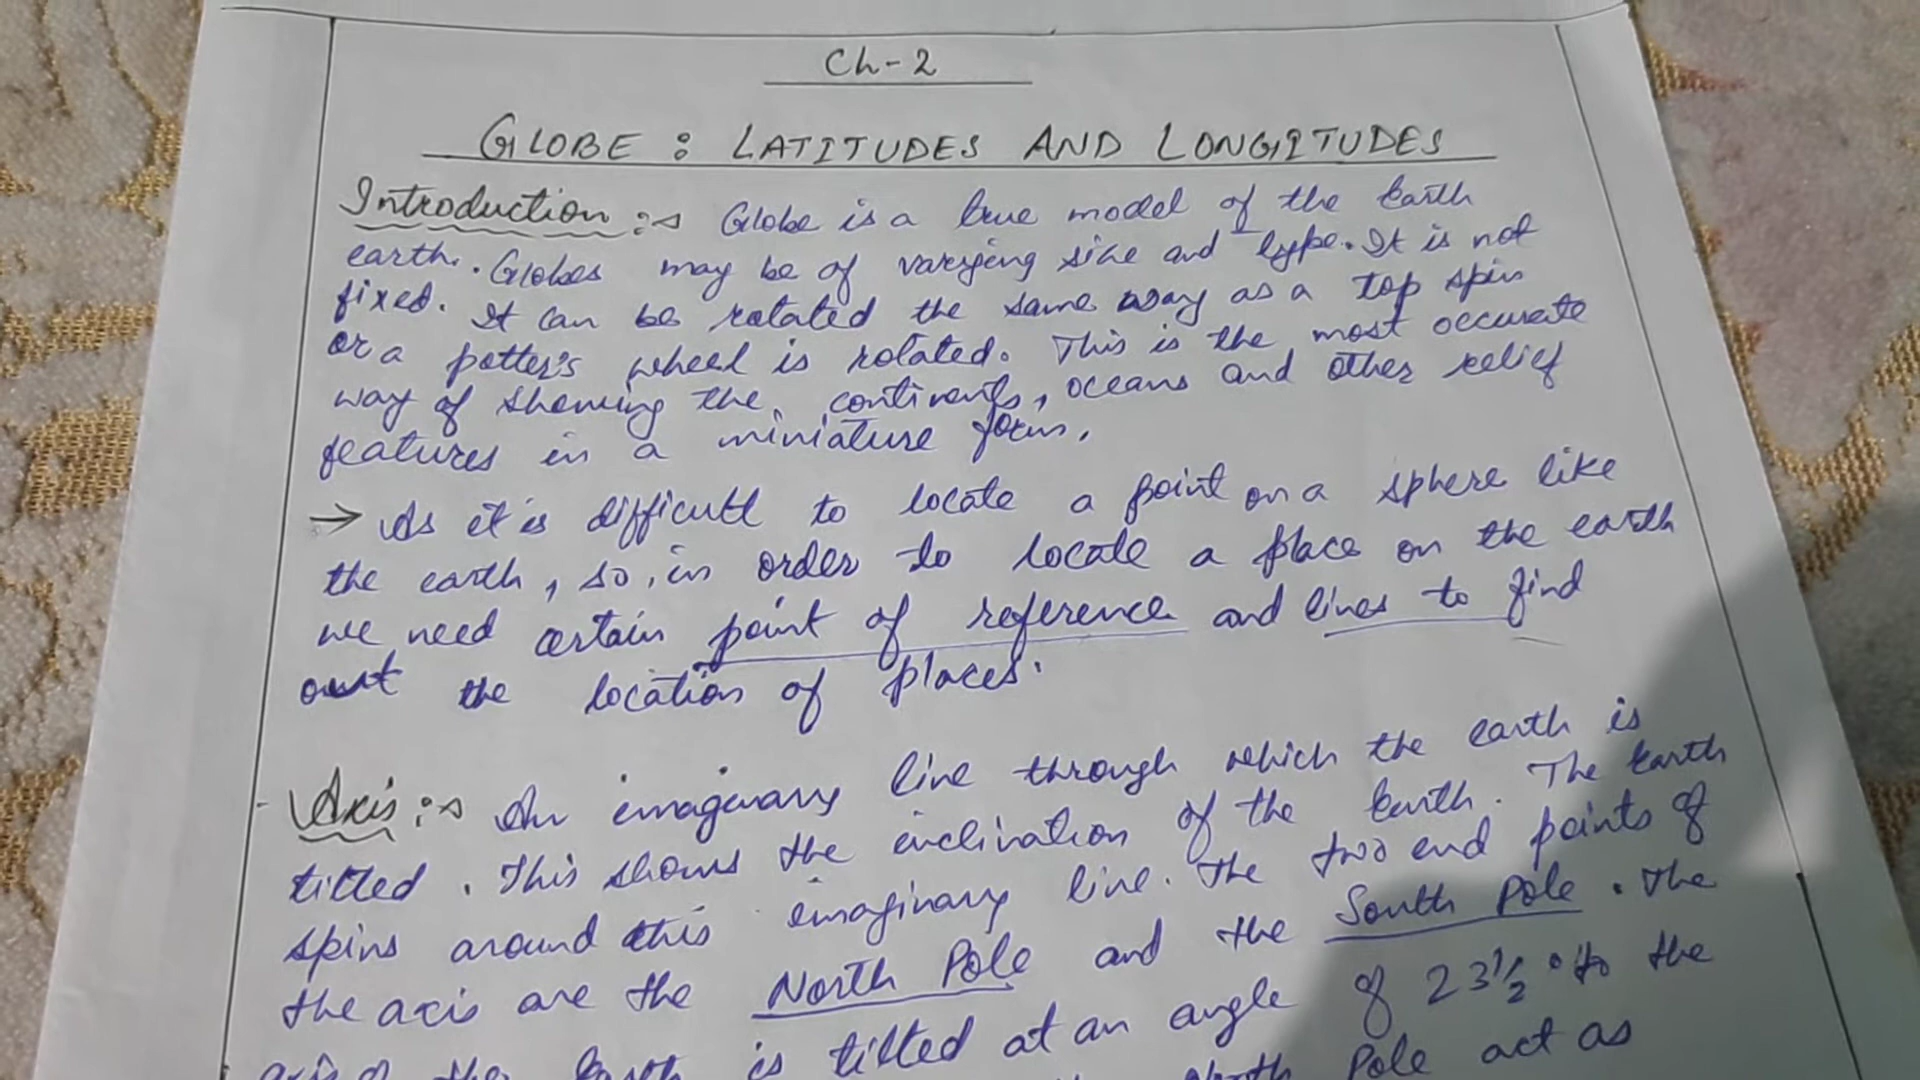 Ch-2
GLOBE : LATITUDES AND LONGITUDES
Introduction :→ Globe is a true model of the Earth
earth. Globes may be of varying size and type. It is not
fixed. It can be rotated the same way as a top spin
or a potter's wheel is rotated. This is the most accurate
way of showing the continents, oceans and other relief
features in a miniature form.
→ As it is difficult to locate a point on a sphere like
the earth, so, in order to locate a place on the earth
we need certain point of reference and lines to find
out the location of places.
- Axis :→ An imaginary line through which the earth is
titled. This shows the inclination of the Earth. The Earth
spins around this imaginary line. The two end points of
the axis are the North Pole and the South Pole. The
axis of the Earth is tilted at an angle of 23½° to the
North Pole act as